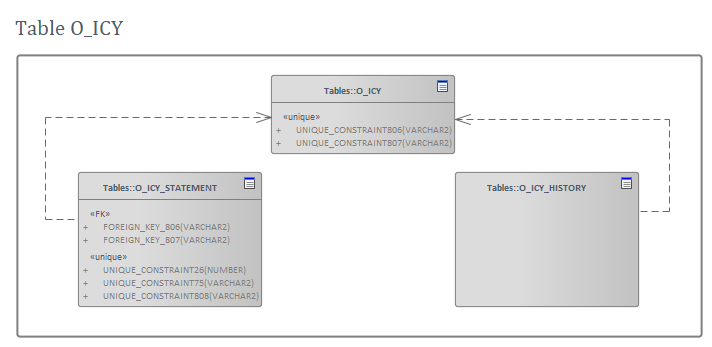 Table O_ICY
Tables::O_ICY
«unique»
+ UNIQUE_CONSTRAINT806(VARCHAR2)
+ UNIQUE_CONSTRAINT807(VARCHAR2)
Tables::O_ICY_STATEMENT
«FK»
+ FOREIGN_KEY_806(VARCHAR2)
+ FOREIGN_KEY_807(VARCHAR2)
«unique»
+ UNIQUE_CONSTRAINT26(NUMBER)
+ UNIQUE_CONSTRAINT75(VARCHAR2)
+ UNIQUE_CONSTRAINT808(VARCHAR2)
Tables::O_ICY_HISTORY